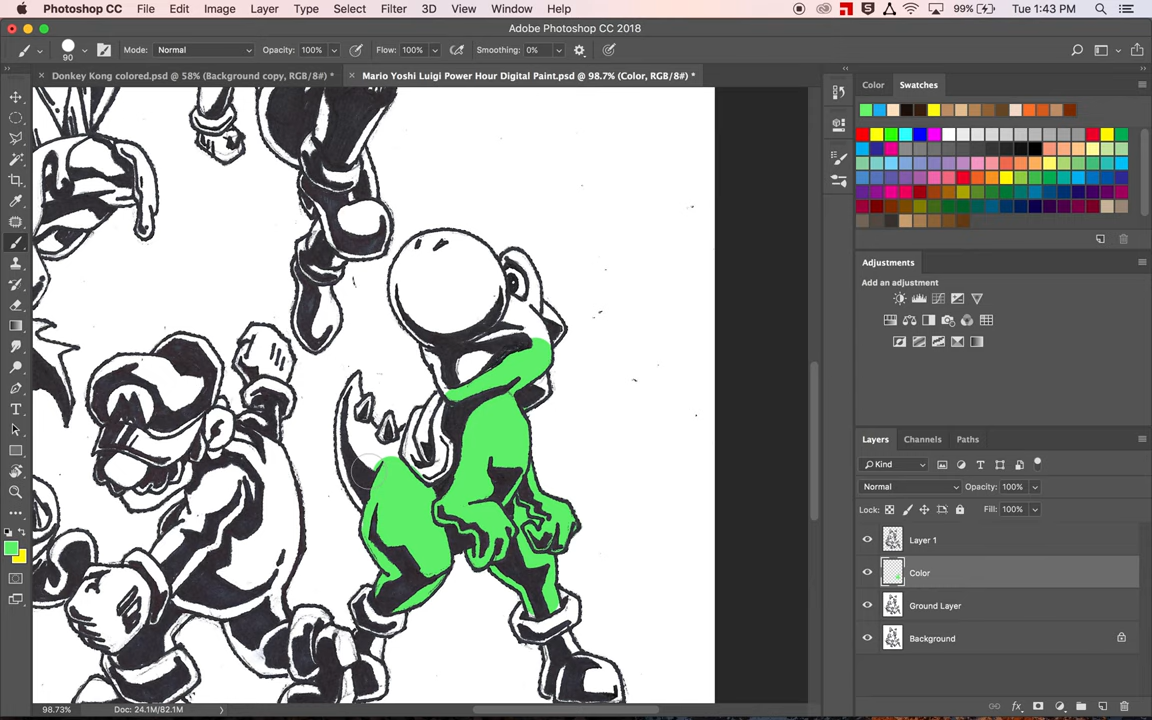 Photoshop CC File Edit Image Layer Type Select Filter 3D View Window Help 99% Tue 1:43 PM
Adobe Photoshop CC 2018
90 Mode: Normal Opacity: 100% Flow: 100% Smoothing: 0%
Donkey Kong colored.psd @ 58% (Background copy, RGB/8#) * Mario Yoshi Luigi Power Hour Digital Paint.psd @ 98.7% (Color, RGB/8#) *
Color Swatches
Adjustments
Add an adjustment
Layers Channels Paths
Kind
Normal Opacity: 100%
Lock: Fill: 100%
Layer 1
Color
Ground Layer
Background
M
98.73% Doc: 24.1M/82.1M